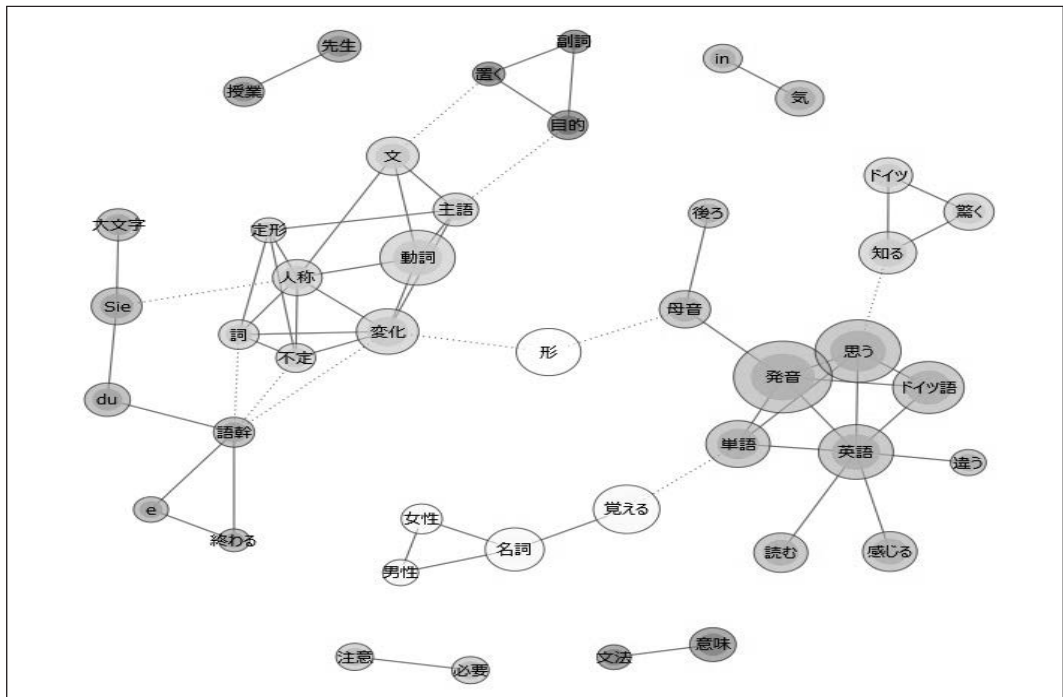 先生
副詞
in
置く
授業
気
目的
文
ドイツ
主語
後ろ
驚く
大文字
定形
動詞
知る
人称
Sie
母音
詞
変化
形
思う
不定
発音
ドイツ語
du
語幹
単語
英語
違う
e
覚える
女性
終わる
名詞
読む
感じる
男性
注意
文法
意味
必要